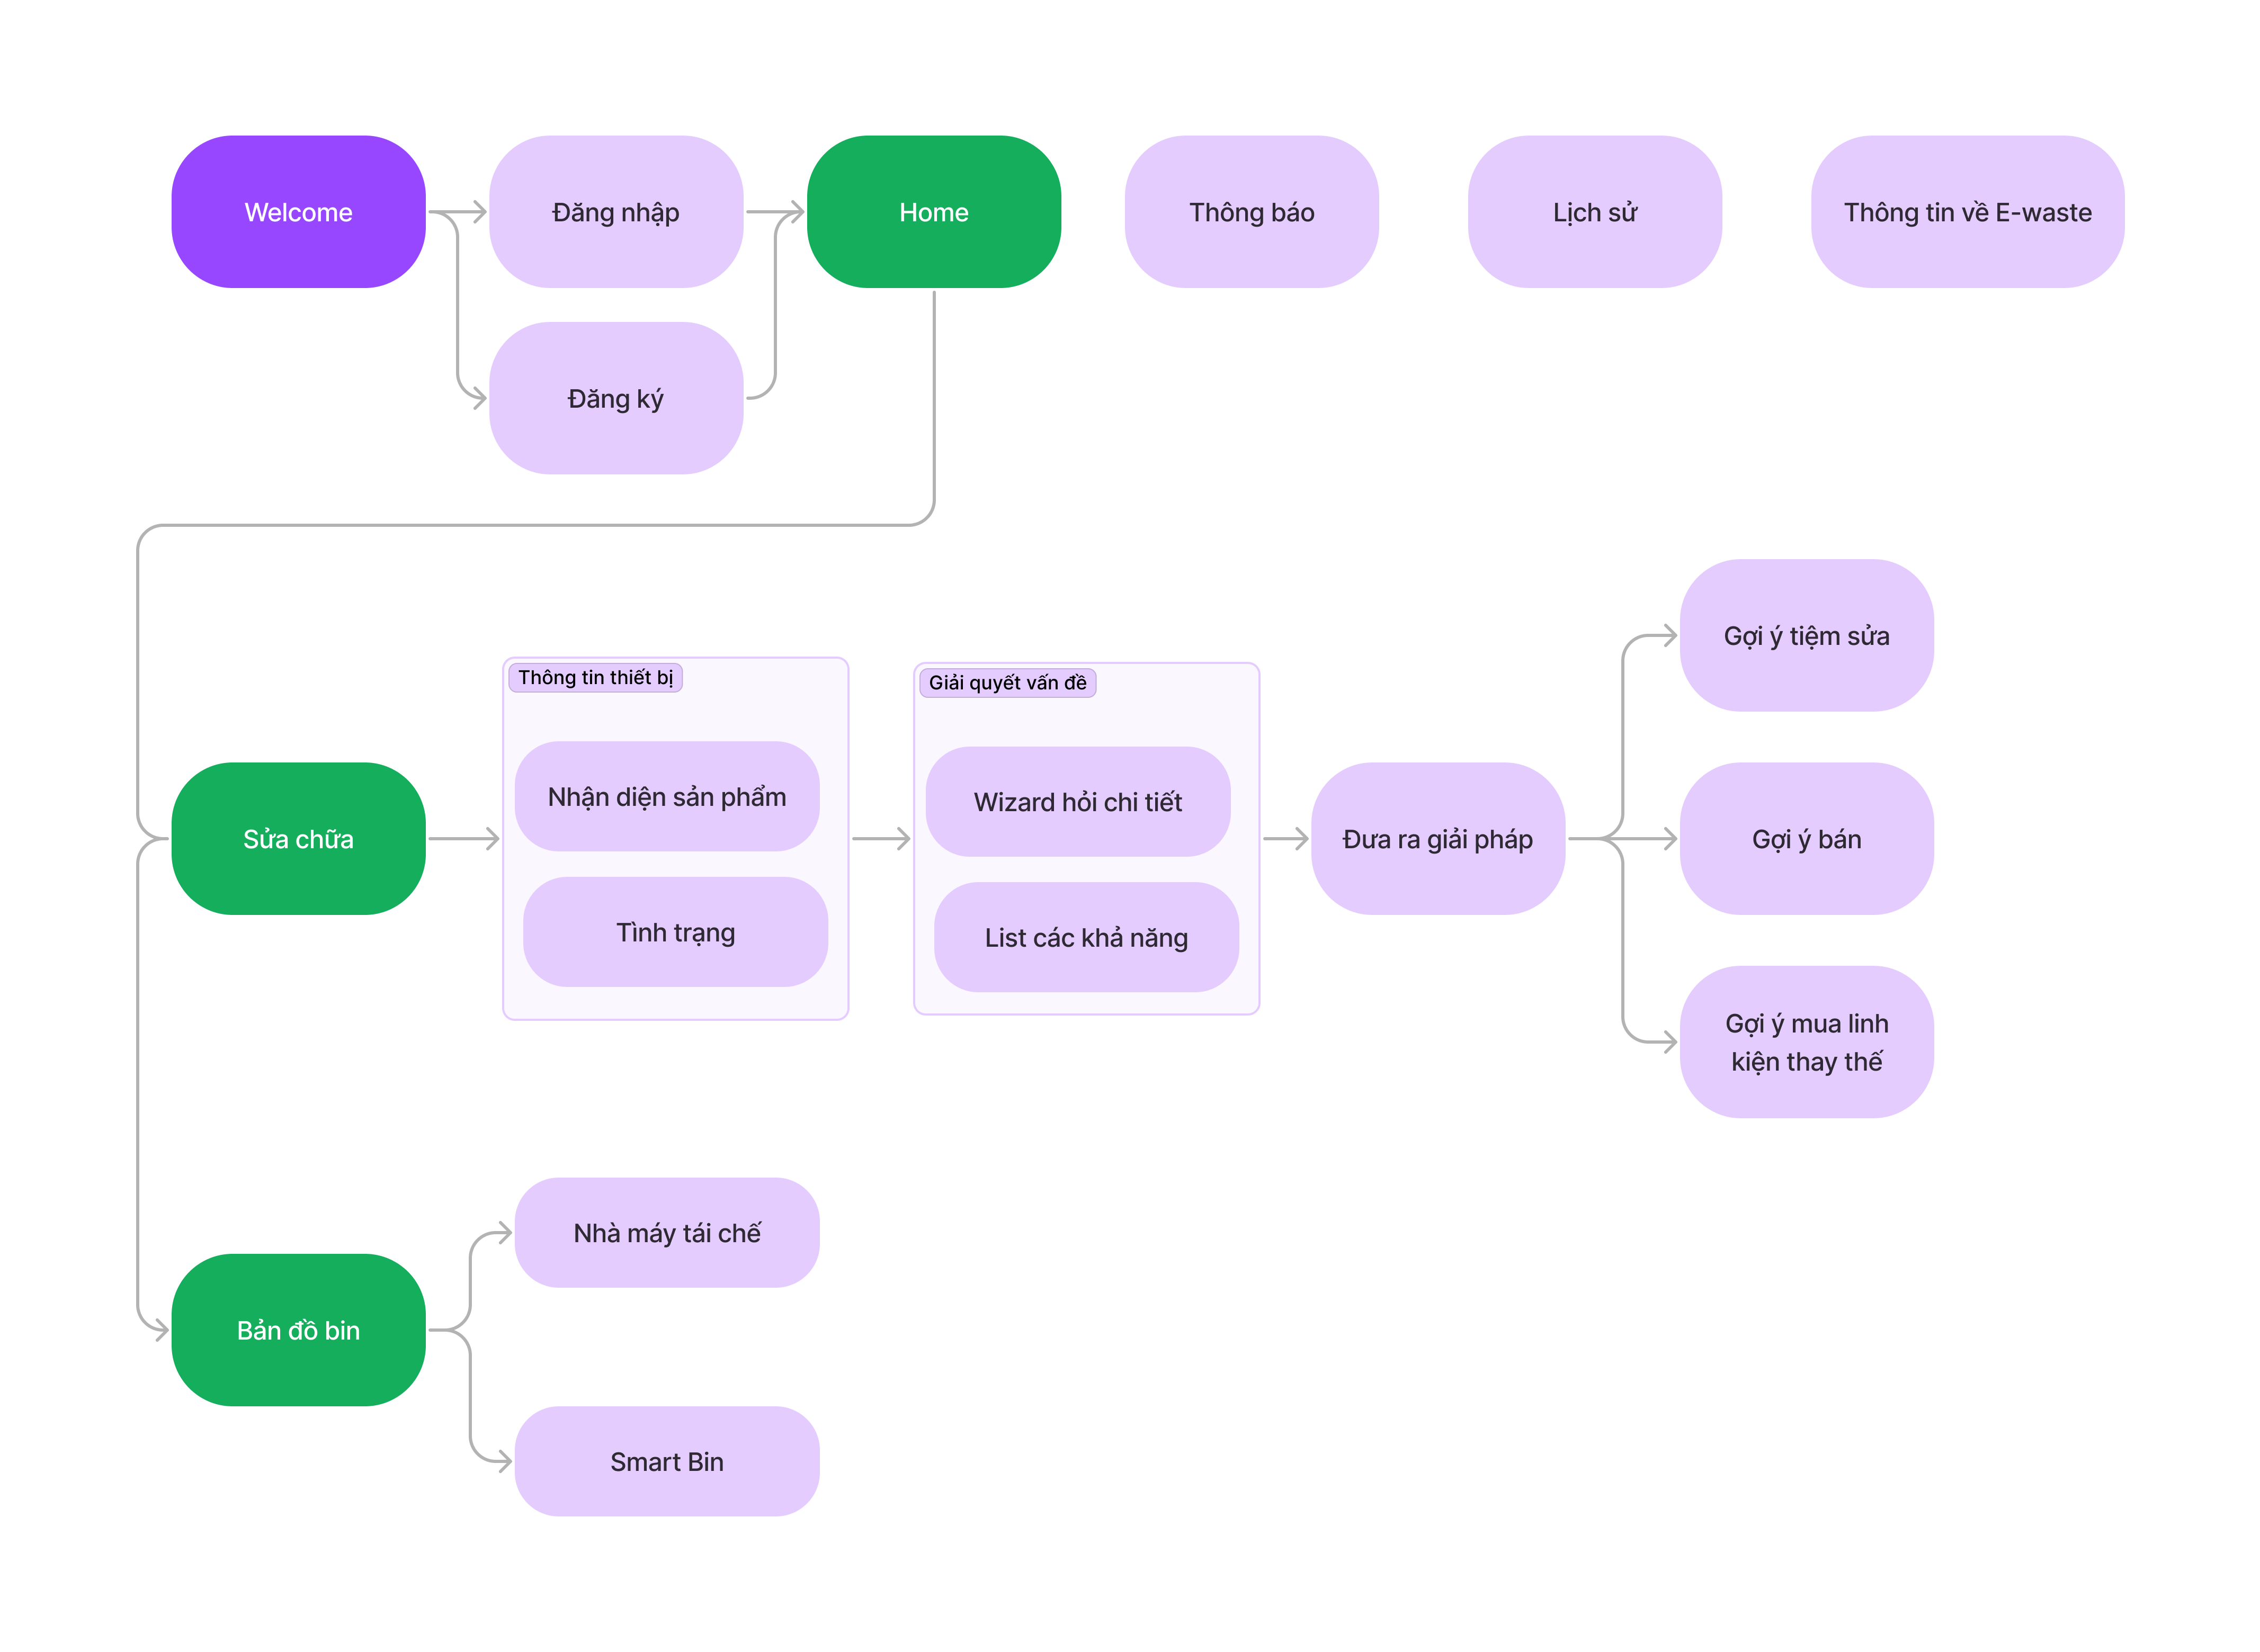 Welcome
Đăng nhập
Home
Thông báo
Lịch sử
Thông tin về E-waste
Đăng ký
Gợi ý tiệm sửa
Thông tin thiết bị
Giải quyết vấn đề
Nhận diện sản phẩm
Wizard hỏi chi tiết
Sửa chữa
Đưa ra giải pháp
Gợi ý bán
Tình trạng
List các khả năng
Gợi ý mua linh
kiện thay thế
Nhà máy tái chế
Bản đồ bin
Smart Bin